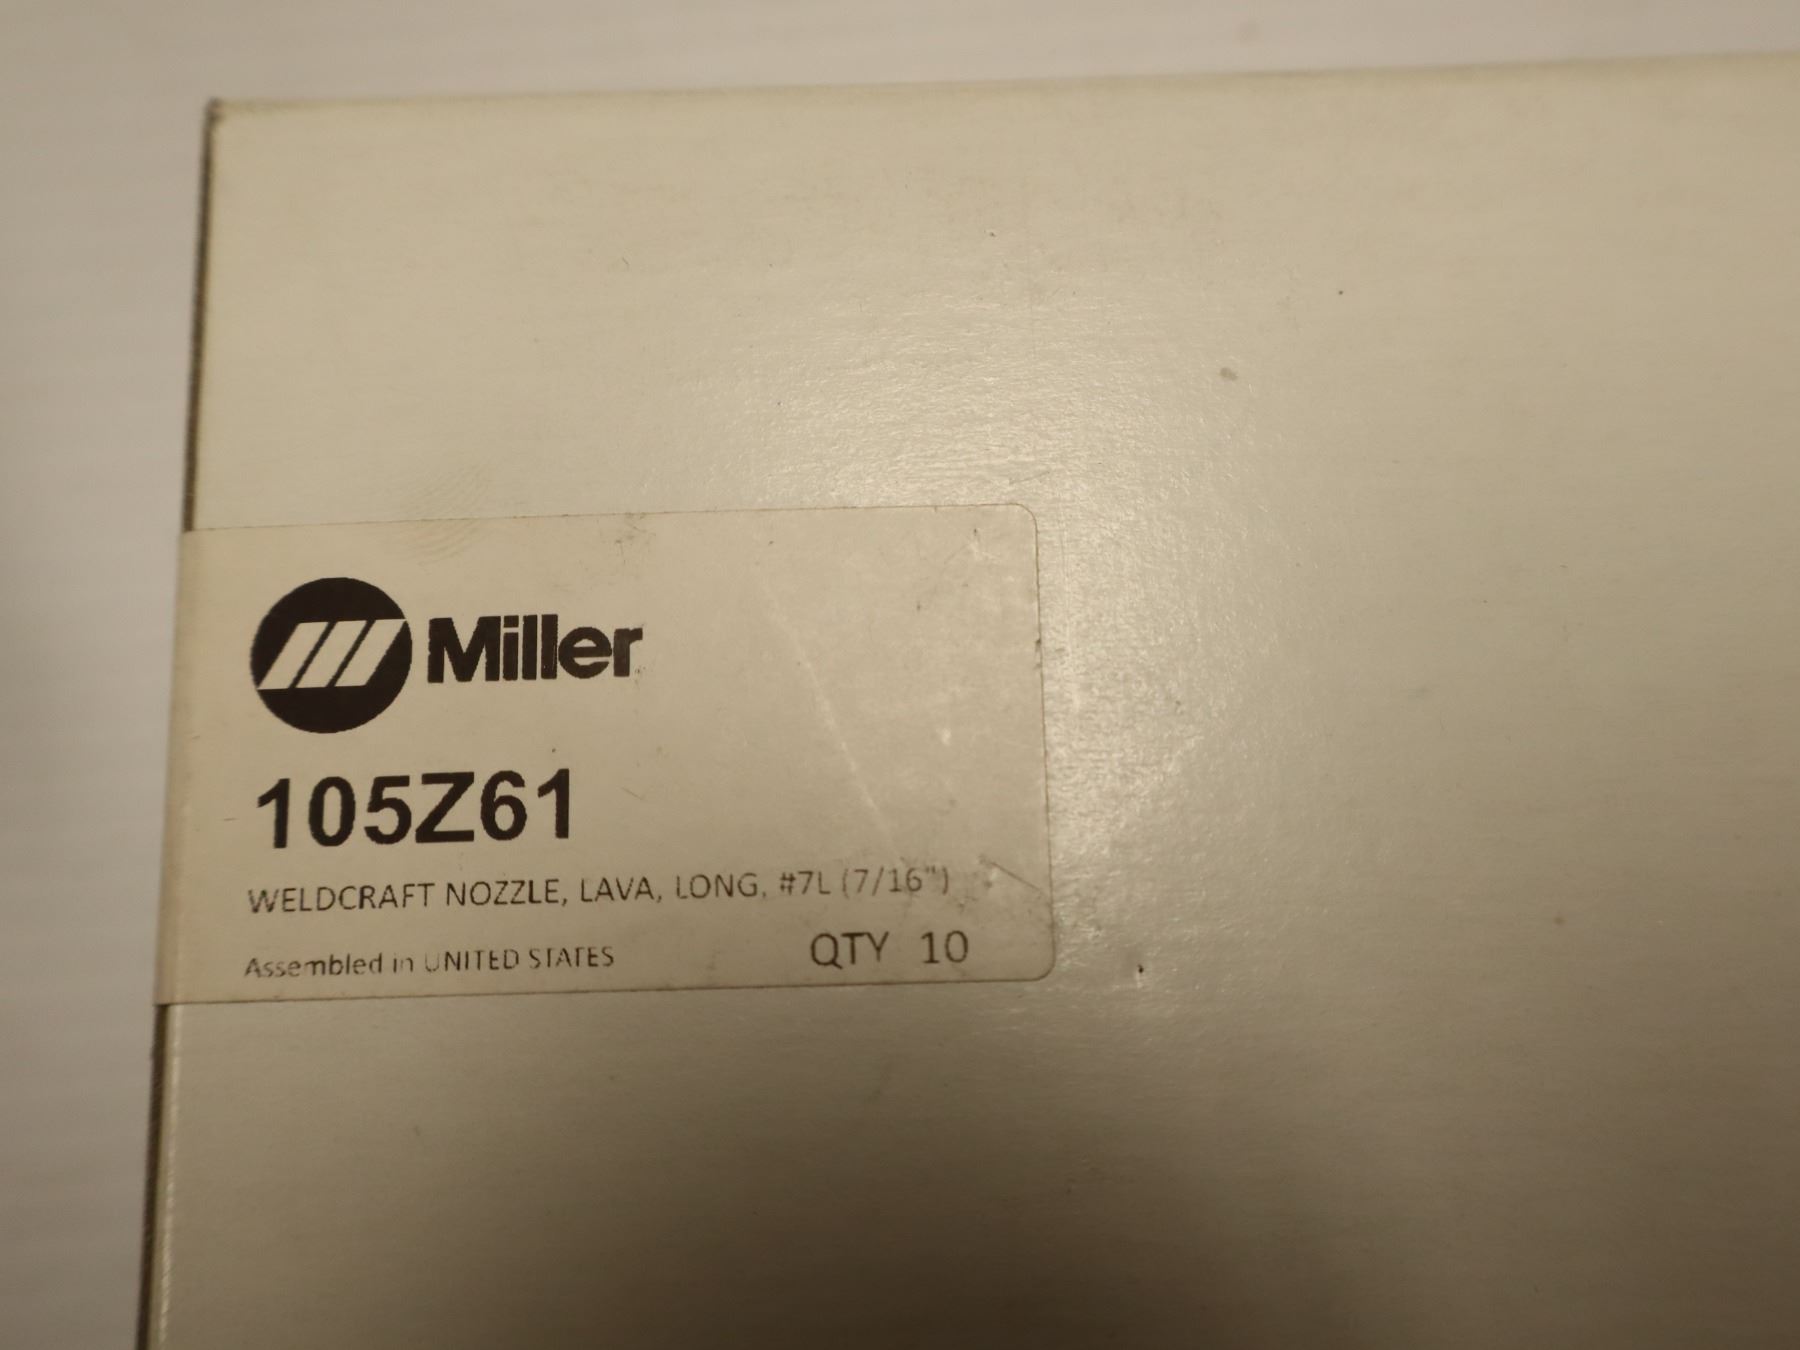 Miller
105Z61
WELDCRAFT NOZZLE, LAVA, LONG, #7L (7/16")
Assembled in UNITED STATES QTY 10